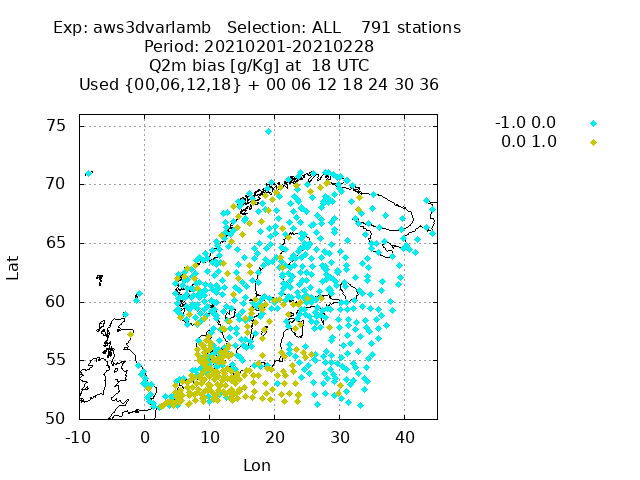 Exp: aws3dvarlamb   Selection: ALL    791 stations
Period: 20210201-20210228
Q2m bias [g/Kg] at  18 UTC
Used {00,06,12,18} + 00 06 12 18 24 30 36
-1.0 0.0
0.0 1.0
75
70
65
60
55
50
Lat
-10
0
10
20
30
40
Lon